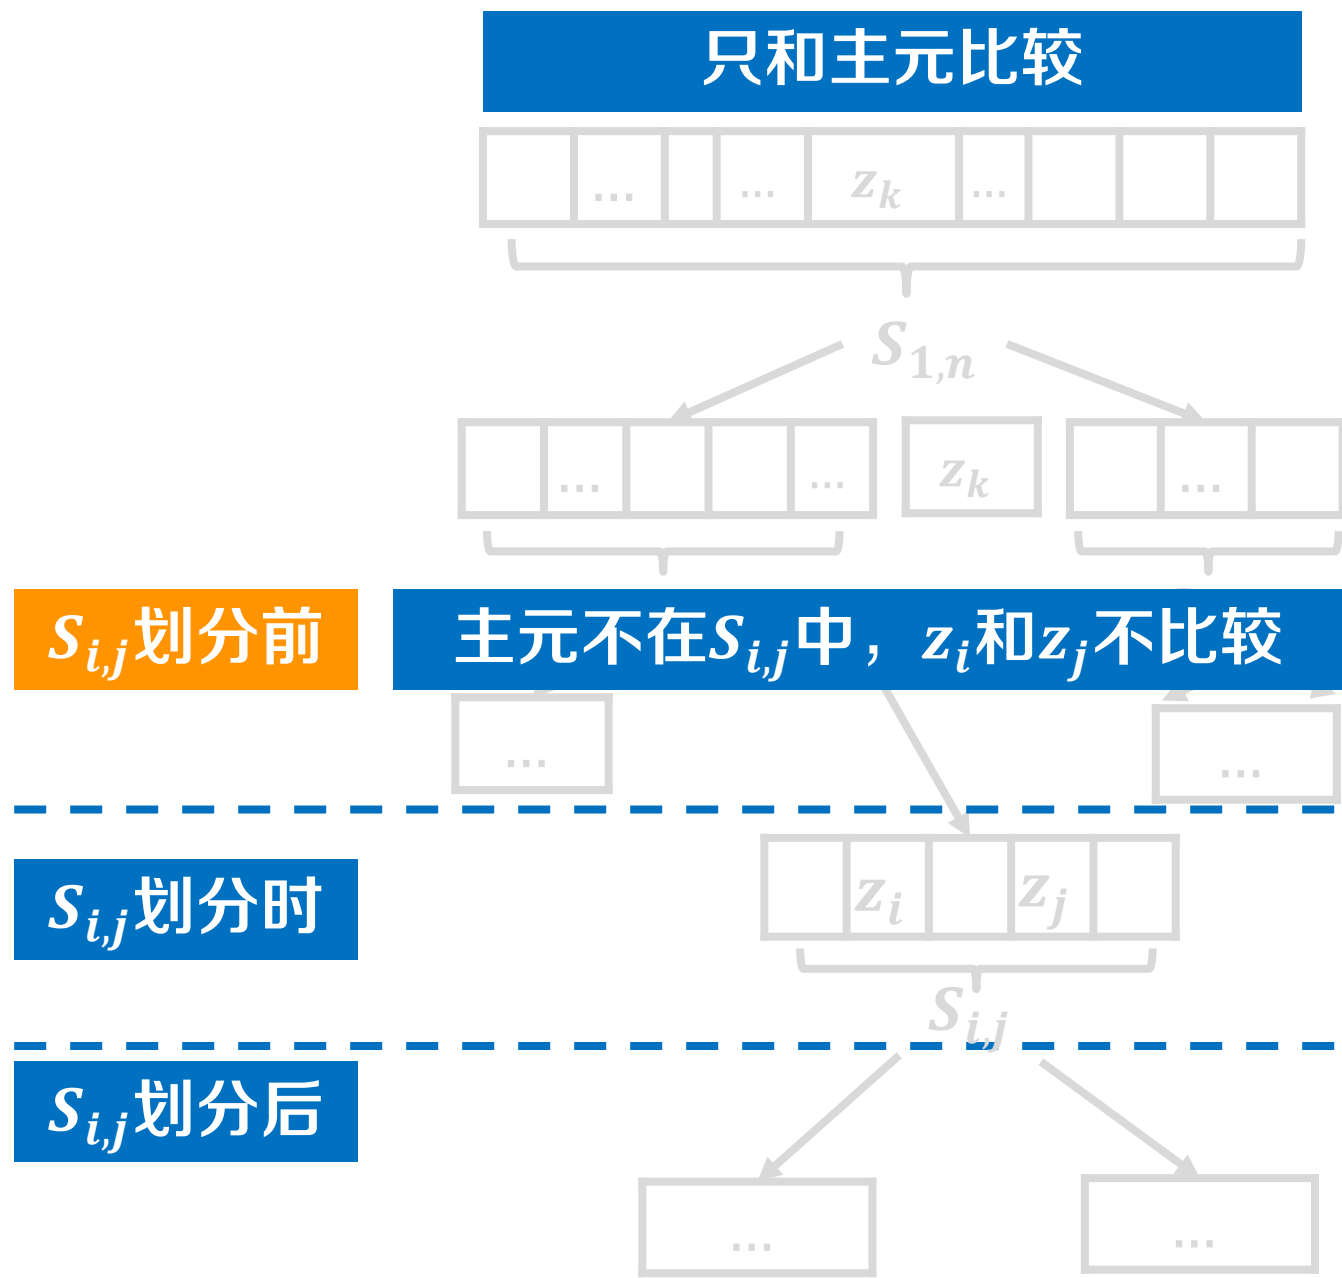 只和主元比较
... ... z_k ...
S_{1,n}
... ... z_k ...
S_{i,j}划分前 主元不在S_{i,j}中，z_i和z_j不比较
... ...
S_{i,j}划分时 z_i z_j
S_{i,j}
S_{i,j}划分后
... ...